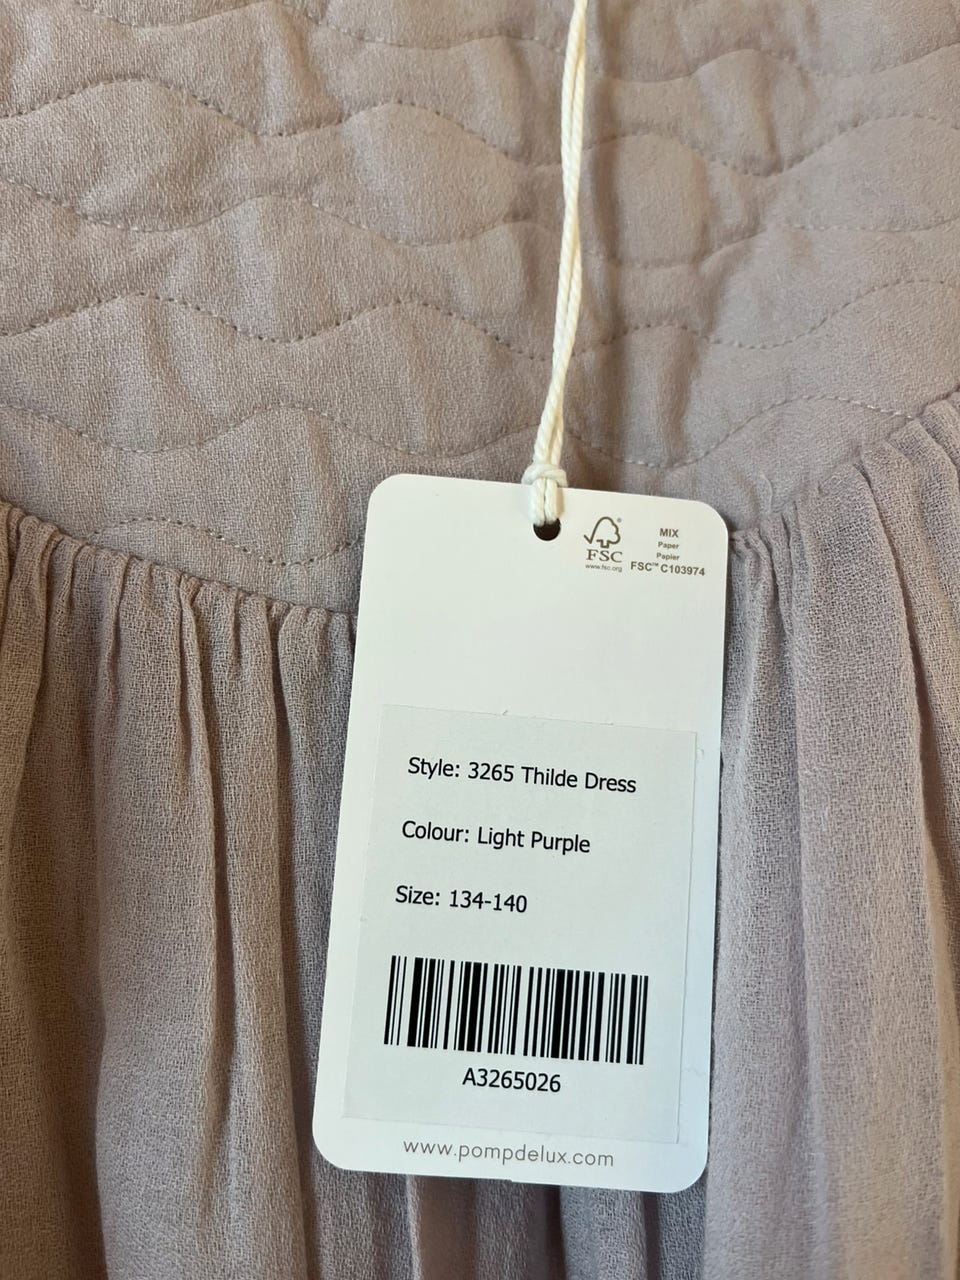 FSC®
www.fsc.org
MIX
Paper
Papier
FSC™ C103974
Style: 3265 Thilde Dress
Colour: Light Purple
Size: 134-140
A3265026
www.pompdelux.com